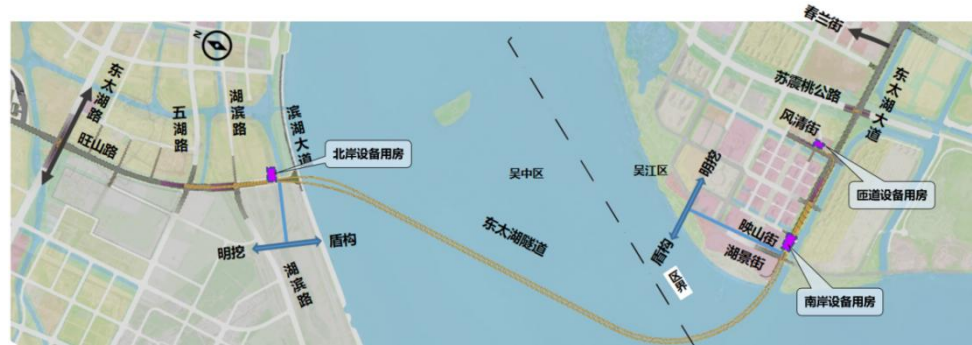 N
东太湖路
旺山路
五湖路
湖滨路
滨湖大道
北岸设备用房
明挖
盾构
湖滨路
东太湖隧道
吴中区
吴江区
区界
明挖
盾构
春兰街
苏震桃公路
东太湖大道
风清街
匝道设备用房
映山街
湖景街
南岸设备用房